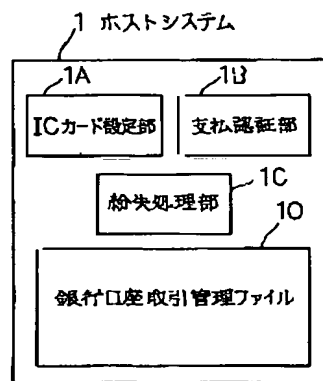 1 ホストシステム
1A
1B
ICカード設定部
支払認証部
1C
紛失処理部
10
銀行口座取引管理ファイル